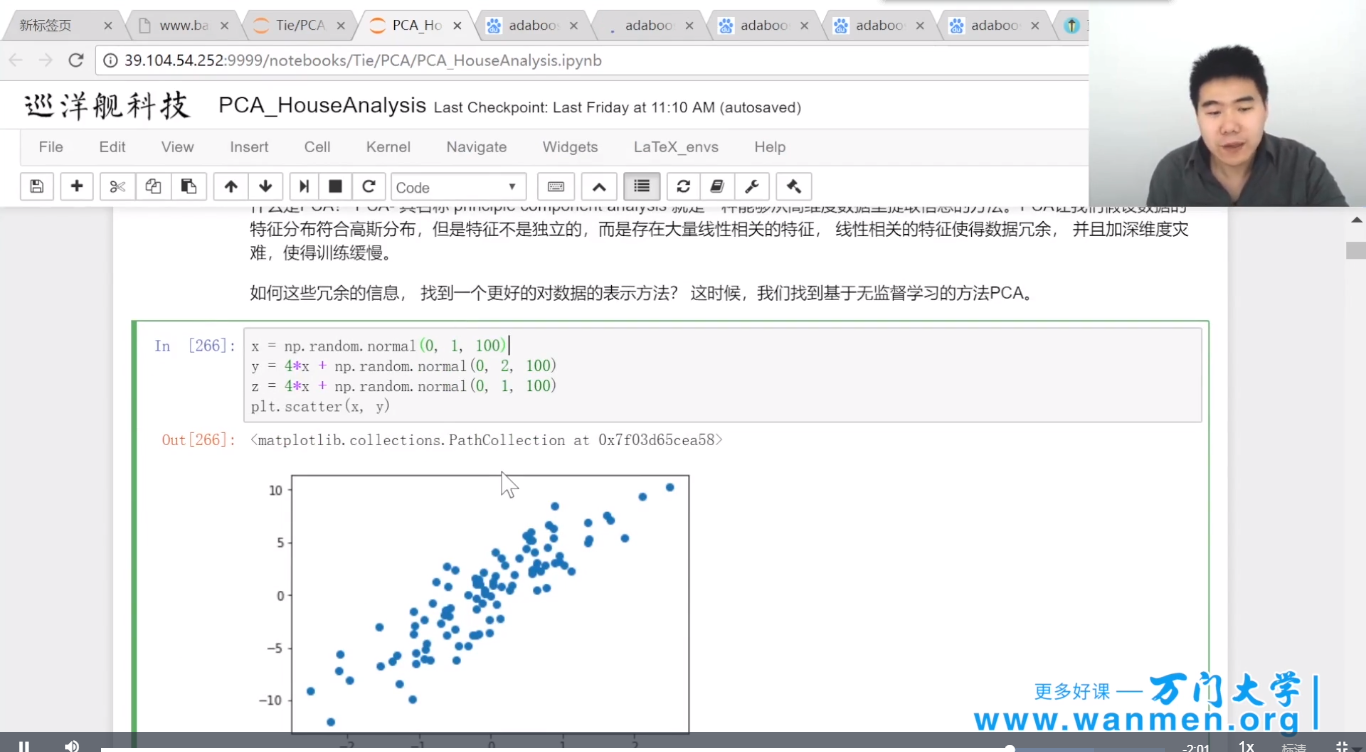 新标签页
www.ba
Tie/PCA
PCA_Ho
adaboo
adaboo
adaboo
adaboo
adaboo
39.104.54.252:9999/notebooks/Tie/PCA/PCA_HouseAnalysis.ipynb
巡洋舰科技 PCA_HouseAnalysis Last Checkpoint: Last Friday at 11:10 AM (autosaved)
File Edit View Insert Cell Kernel Navigate Widgets LaTeX_envs Help
Code
特征分布符合高斯分布，但是特征不是独立的，而是存在大量线性相关的特征， 线性相关的特征使得数据冗余， 并且加深维度灾
难，使得训练缓慢。
如何这些冗余的信息， 找到一个更好的对数据的表示方法？ 这时候，我们找到基于无监督学习的方法PCA。
In [266]:
x = np.random.normal(0, 1, 100)
y = 4*x + np.random.normal(0, 2, 100)
z = 4*x + np.random.normal(0, 1, 100)
plt.scatter(x, y)
Out[266]: <matplotlib.collections.PathCollection at 0x7f03d65cea58>
10
5
0
-5
-10
更多好课 — 万门大学
www.wanmen.org
-2:01 1x 标清